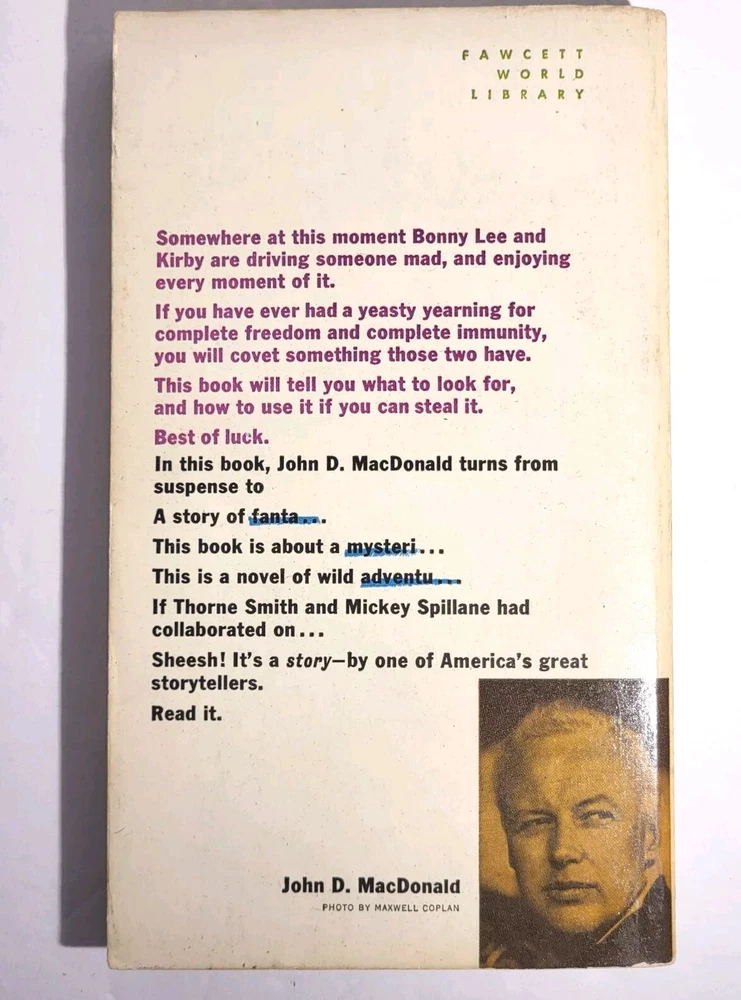 FAWCETT
WORLD
LIBRARY
Somewhere at this moment Bonny Lee and
Kirby are driving someone mad, and enjoying
every moment of it.
If you have ever had a yeasty yearning for
complete freedom and complete immunity,
you will covet something those two have.
This book will tell you what to look for,
and how to use it if you can steal it.
Best of luck.
In this book, John D. MacDonald turns from
suspense to
A story of fanta...
This book is about a mysteri...
This is a novel of wild adventu...
If Thorne Smith and Mickey Spillane had
collaborated on...
Sheesh! It's a story—by one of America's great
storytellers.
Read it.
John D. MacDonald
PHOTO BY MAXWELL COPLAN